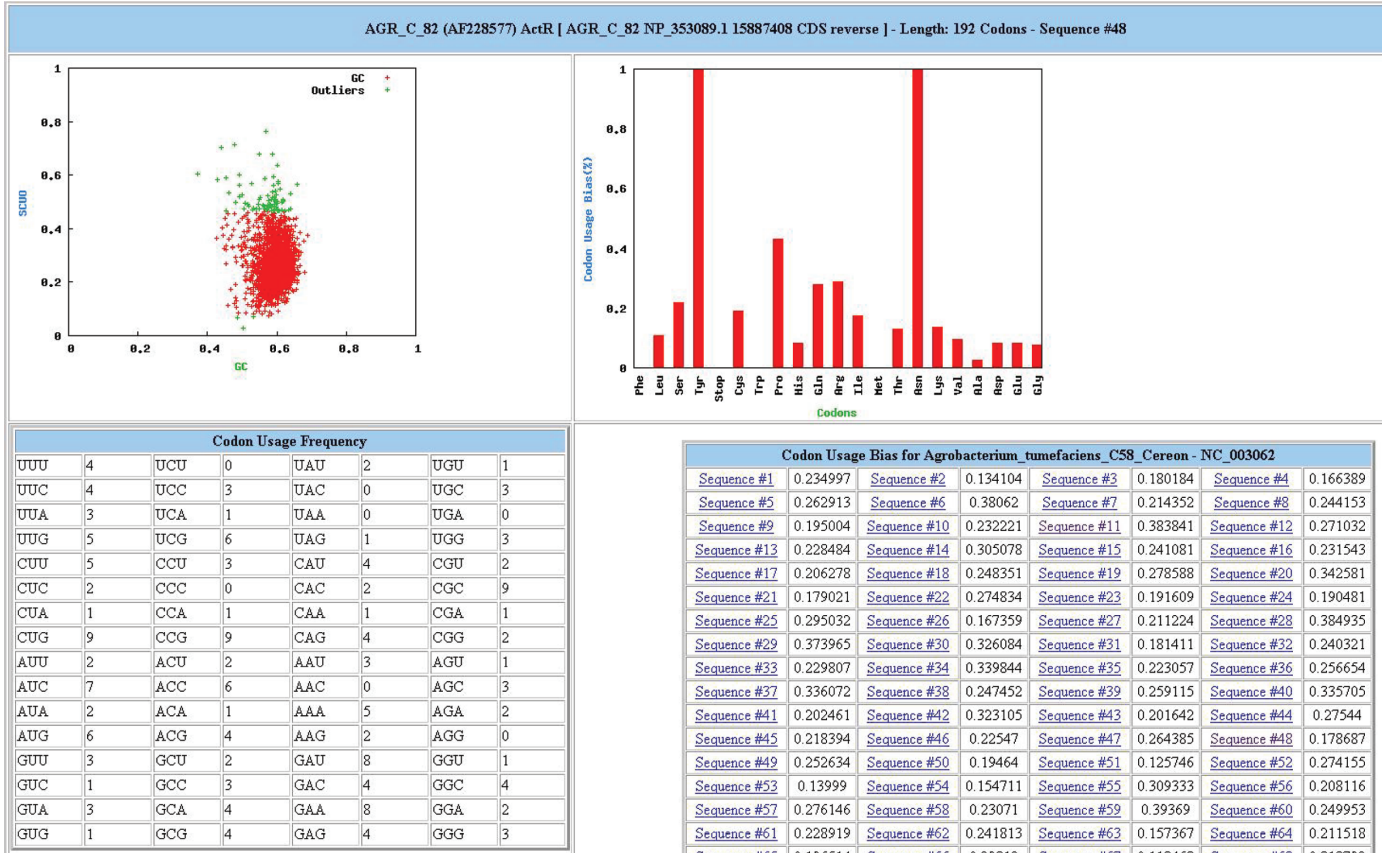 AGR_C_82 (AF228577) ActR [ AGR_C_82 NP_353089.1 15887408 CDS reverse ] - Length: 192 Codons - Sequence #48
1
0.8
0.6
0.4
0.2
0
SCUO
GC
Outliers
0 0.2 0.4 0.6 0.8 1
GC
1
0.8
0.6
0.4
0.2
0
Codon Usage Bias(%)
Phe Leu Ser Tyr Stop Cys Trp Pro His Gln Arg Ile Met Thr Asn Lys Val Ala Asp Glu Gly
Codons
Codon Usage Frequency
UUU 4 UCU 0 UAU 2 UGU 1
UUC 4 UCC 3 UAC 0 UGC 3
UUA 3 UCA 1 UAA 0 UGA 0
UUG 5 UCG 6 UAG 1 UGG 3
CUU 5 CCU 3 CAU 4 CGU 2
CUC 2 CCC 0 CAC 2 CGC 9
CUA 1 CCA 1 CAA 1 CGA 1
CUG 9 CCG 9 CAG 4 CGG 2
AUU 2 ACU 2 AAU 3 AGU 1
AUC 7 ACC 6 AAC 0 AGC 3
AUA 2 ACA 1 AAA 5 AGA 2
AUG 6 ACG 4 AAG 2 AGG 0
GUU 3 GCU 2 GAU 8 GGU 1
GUC 1 GCC 3 GAC 4 GGC 4
GUA 3 GCA 4 GAA 8 GGA 2
GUG 1 GCG 4 GAG 4 GGG 3
Codon Usage Bias for Agrobacterium_tumefaciens_C58_Cereon - NC_003062
Sequence #1 0.234997 Sequence #2 0.134104 Sequence #3 0.180184 Sequence #4 0.166389
Sequence #5 0.262913 Sequence #6 0.38062 Sequence #7 0.214352 Sequence #8 0.244153
Sequence #9 0.195004 Sequence #10 0.232221 Sequence #11 0.383841 Sequence #12 0.271032
Sequence #13 0.228484 Sequence #14 0.305078 Sequence #15 0.241081 Sequence #16 0.231543
Sequence #17 0.206278 Sequence #18 0.248351 Sequence #19 0.278588 Sequence #20 0.342581
Sequence #21 0.179021 Sequence #22 0.274834 Sequence #23 0.191609 Sequence #24 0.190481
Sequence #25 0.295032 Sequence #26 0.167359 Sequence #27 0.211224 Sequence #28 0.384935
Sequence #29 0.373965 Sequence #30 0.326084 Sequence #31 0.181411 Sequence #32 0.240321
Sequence #33 0.229807 Sequence #34 0.339844 Sequence #35 0.223057 Sequence #36 0.256654
Sequence #37 0.336072 Sequence #38 0.247452 Sequence #39 0.259115 Sequence #40 0.335705
Sequence #41 0.202461 Sequence #42 0.323105 Sequence #43 0.201642 Sequence #44 0.27544
Sequence #45 0.218394 Sequence #46 0.22547 Sequence #47 0.264385 Sequence #48 0.178687
Sequence #49 0.252634 Sequence #50 0.19464 Sequence #51 0.125746 Sequence #52 0.274155
Sequence #53 0.13999 Sequence #54 0.154711 Sequence #55 0.309333 Sequence #56 0.208116
Sequence #57 0.276146 Sequence #58 0.23071 Sequence #59 0.39369 Sequence #60 0.249953
Sequence #61 0.228919 Sequence #62 0.241813 Sequence #63 0.157367 Sequence #64 0.211518